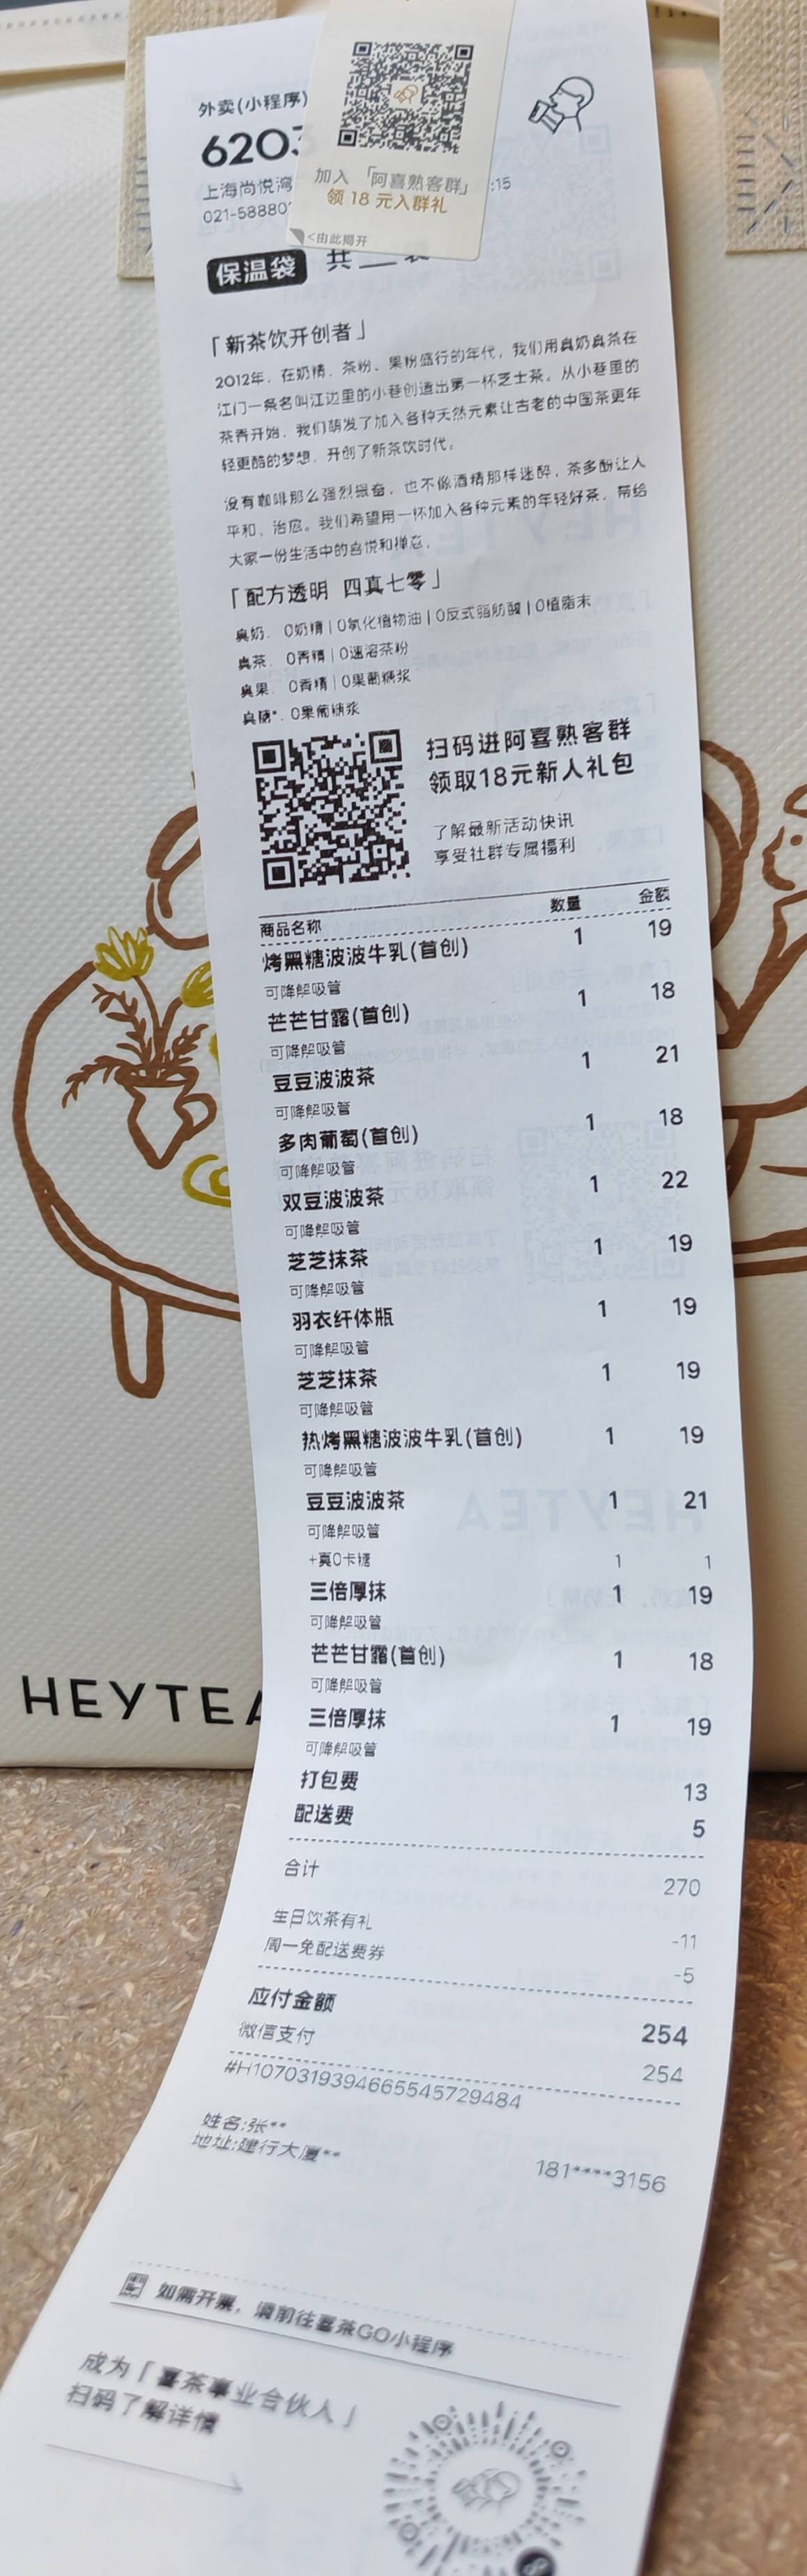 外卖(小程序)
6203
上海尚悦湾
:15
021-58880
加入「阿喜熟客群」
领 18 元入群礼
<由此揭开
保温袋 共__袋
「新茶饮开创者」
2012年，在奶精、茶粉、果粉盛行的年代，我们用真奶真茶在
江门一条名叫江边里的小巷创造出第一杯芝士茶。从小巷里的
茶香开始，我们萌发了加入各种天然元素让古老的中国茶更年
轻更酷的梦想，开创了新茶饮时代。
没有咖啡那么强烈振奋，也不像酒精那样迷醉，茶多酚让人
平和、治愈。我们希望用一杯加入各种元素的年轻好茶，带给
大家一份生活中的喜悦和禅意。
「配方透明 四真七零」
真奶. 0奶精 | 0氢化植物油 | 0反式脂肪酸 | 0植脂末
真茶. 0香精 | 0速溶茶粉
真果. 0香精 | 0果葡糖浆
真糖*. 0果葡糖浆
扫码进阿喜熟客群
领取18元新人礼包
了解最新活动快讯
享受社群专属福利
商品名称 数量 金额
烤黑糖波波牛乳(首创) 1 19
可降解吸管
芒芒甘露(首创) 1 18
可降解吸管
豆豆波波茶 1 21
可降解吸管
多肉葡萄(首创) 1 18
可降解吸管
双豆波波茶 1 22
可降解吸管
芝芝抹茶 1 19
可降解吸管
羽衣纤体瓶 1 19
可降解吸管
芝芝抹茶 1 19
可降解吸管
热烤黑糖波波牛乳(首创) 1 19
可降解吸管
豆豆波波茶 1 21
可降解吸管
+真0卡糖 1 1
三倍厚抹 1 19
可降解吸管
芒芒甘露(首创) 1 18
可降解吸管
三倍厚抹 1 19
可降解吸管
打包费 13
配送费 5
合计 270
生日饮茶有礼 -11
周一免配送费券 -5
应付金额 254
微信支付 254
#H10703193946655457294​84
姓名:张**
地址:建行大厦**
181****3156
如需开票，请前往喜茶GO小程序
成为「喜茶事业合伙人」
扫码了解详情
HEYTEA